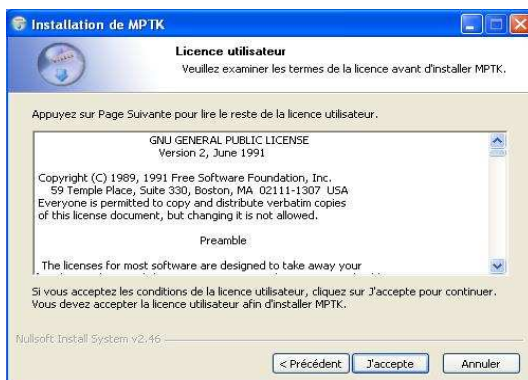 Installation de MPTK
Licence utilisateur
Veuillez examiner les termes de la licence avant d'installer MPTK.
Appuyez sur Page Suivante pour lire le reste de la licence utilisateur.
GNU GENERAL PUBLIC LICENSE
Version 2, June 1991
Copyright (C) 1989, 1991 Free Software Foundation, Inc.
59 Temple Place, Suite 330, Boston, MA 02111-1307 USA
Everyone is permitted to copy and distribute verbatim copies
of this license document, but changing it is not allowed.
Preamble
The licenses for most software are designed to take away your
Si vous acceptez les conditions de la licence utilisateur, cliquez sur J'accepte pour continuer.
Vous devez accepter la licence utilisateur afin d'installer MPTK.
Nullsoft Install System v2.46
< Précédent J'accepte Annuler